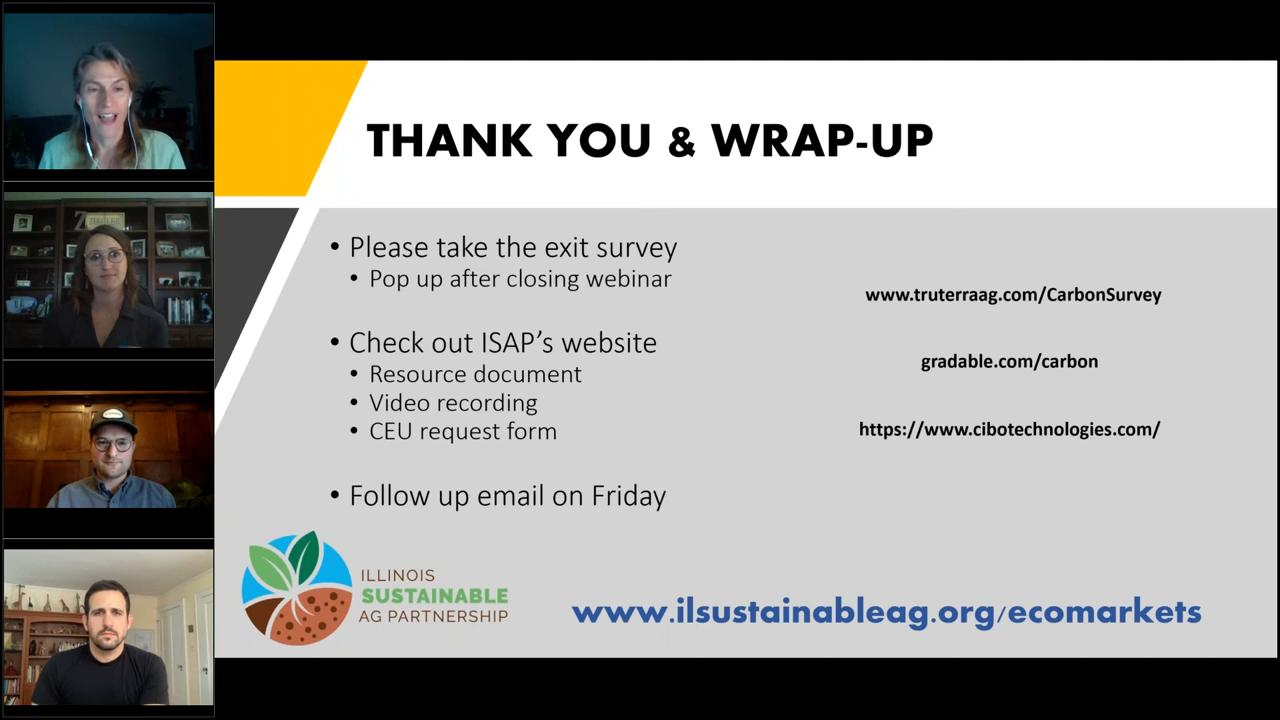 THANK YOU & WRAP-UP
• Please take the exit survey
• Pop up after closing webinar
• Check out ISAP’s website
• Resource document
• Video recording
• CEU request form
• Follow up email on Friday
www.truterraag.com/CarbonSurvey
gradable.com/carbon
https://www.cibotechnologies.com/
ILLINOIS
SUSTAINABLE
AG PARTNERSHIP
www.ilsustainableag.org/ecomarkets